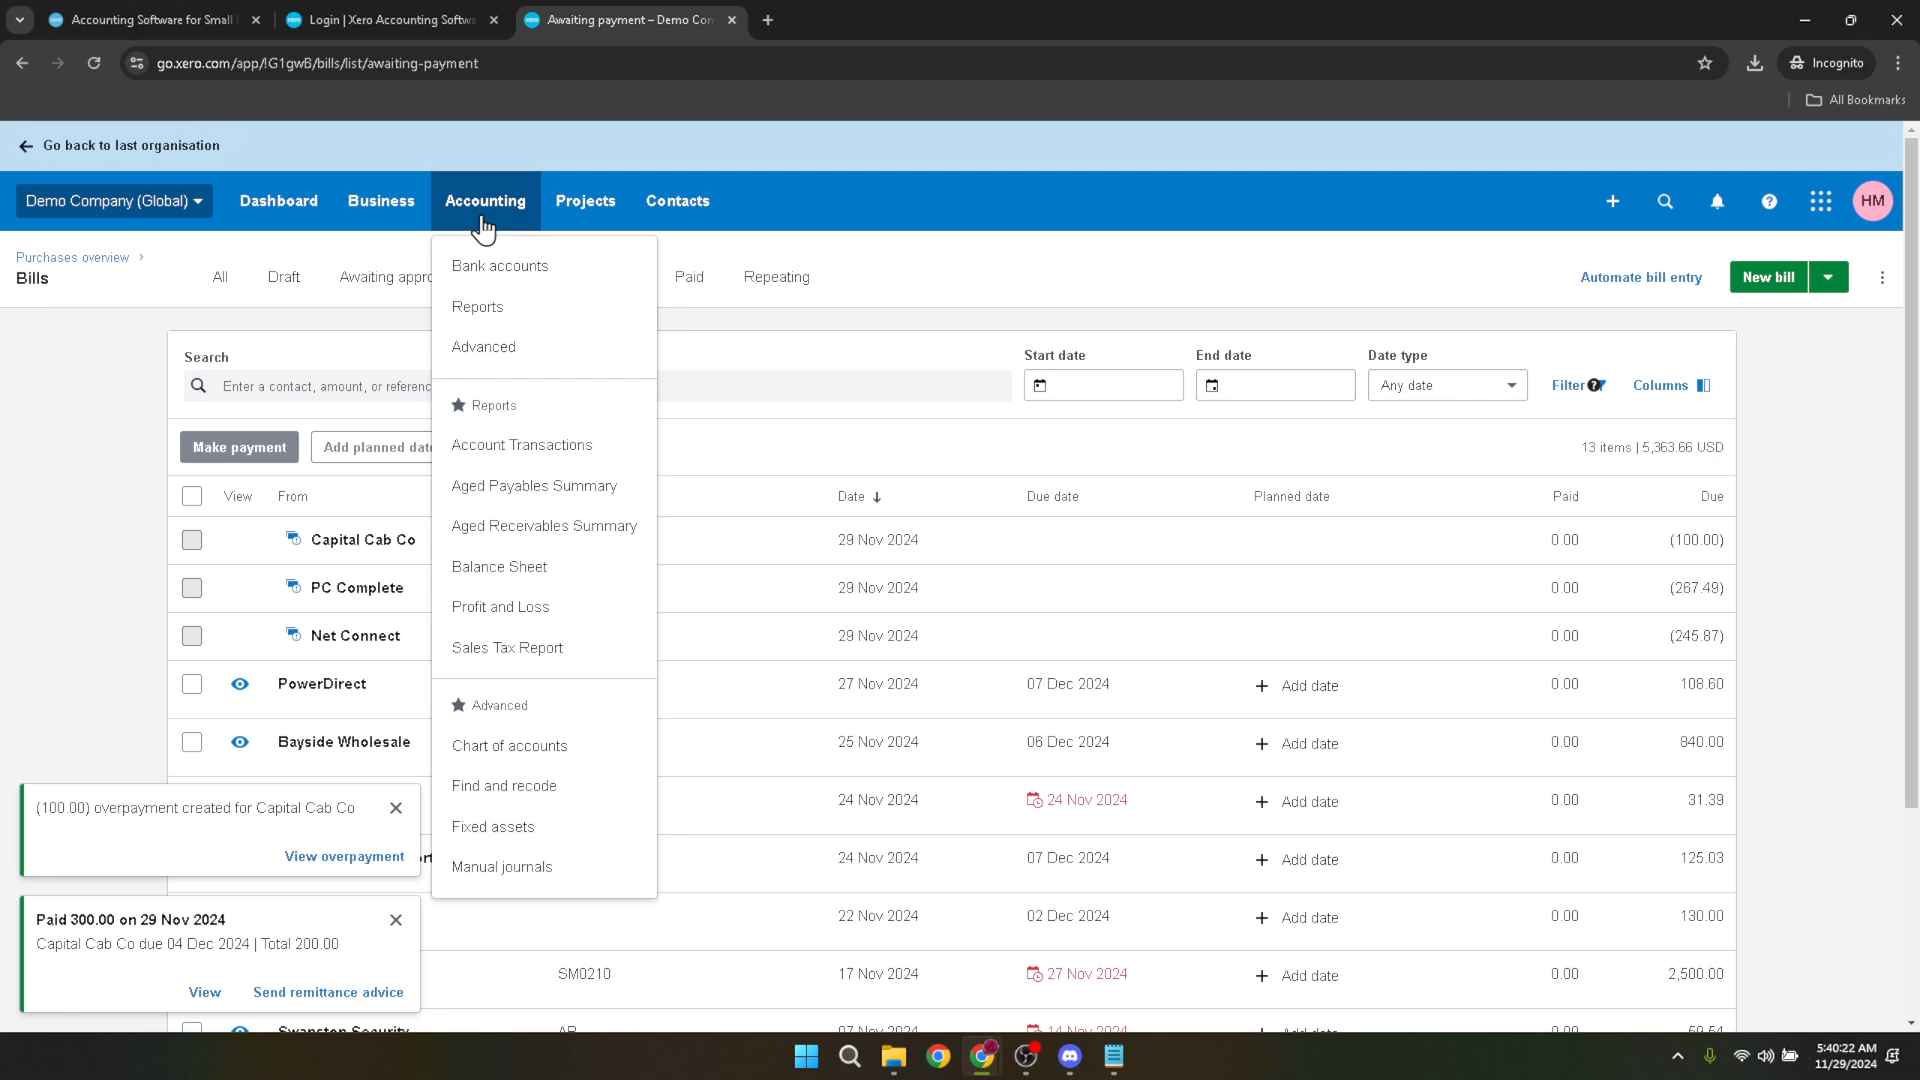 Accounting Software for Small
Login | Xero Accounting Softwa
Awaiting payment – Demo Con
go.xero.com/app/!G1gwB/bills/list/awaiting-payment
Incognito
All Bookmarks
Go back to last organisation
Demo Company (Global)
Dashboard
Business
Accounting
Projects
Contacts
HM
Purchases overview
Bills
All
Draft
Awaiting appro
Paid
Repeating
Automate bill entry
New bill
Bank accounts
Reports
Advanced
Reports
Account Transactions
Aged Payables Summary
Aged Receivables Summary
Balance Sheet
Profit and Loss
Sales Tax Report
Advanced
Chart of accounts
Find and recode
Fixed assets
Manual journals
Search
Enter a contact, amount, or referenc
Start date
End date
Date type
Any date
Filter
Columns
Make payment
Add planned date
13 items | 5,363.66 USD
View From Date Due date Planned date Paid Due
Capital Cab Co 29 Nov 2024 0.00 (100.00)
PC Complete 29 Nov 2024 0.00 (267.49)
Net Connect 29 Nov 2024 0.00 (245.87)
PowerDirect 27 Nov 2024 07 Dec 2024 + Add date 0.00 108.60
Bayside Wholesale 25 Nov 2024 06 Dec 2024 + Add date 0.00 840.00
24 Nov 2024 24 Nov 2024 + Add date 0.00 31.39
24 Nov 2024 07 Dec 2024 + Add date 0.00 125.03
22 Nov 2024 02 Dec 2024 + Add date 0.00 130.00
SM0210 17 Nov 2024 27 Nov 2024 + Add date 0.00 2,500.00
Swanston Security AP 07 Nov 2024 14 Nov 2024 + Add date 0.00 59.54
(100.00) overpayment created for Capital Cab Co
View overpayment
Paid 300.00 on 29 Nov 2024
Capital Cab Co due 04 Dec 2024 | Total 200.00
View
Send remittance advice
5:40:22 AM
11/29/2024